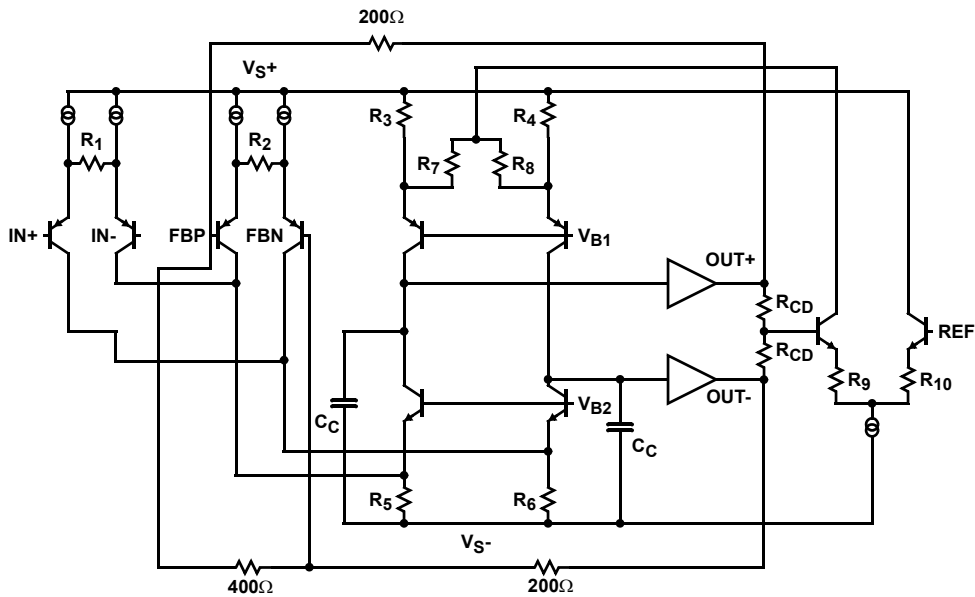 200Ω
VS+
R3
R4
R1
R2
R7
R8
IN+
IN-
FBP
FBN
VB1
OUT+
RCD
REF
RCD
R9
R10
OUT-
VB2
CC
CC
R5
R6
VS-
400Ω
200Ω